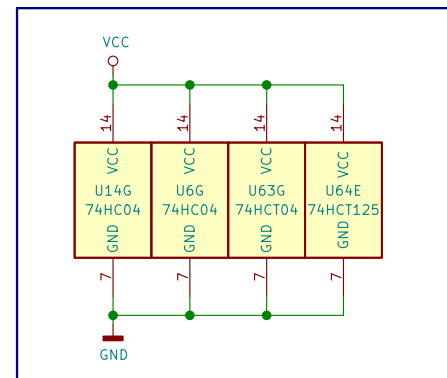 VCC
14 14 14 14
VCC VCC VCC VCC
U14G U6G U63G U64E
74HC04 74HC04 74HCT04 74HCT125
GND GND GND GND
7 7 7 7
GND